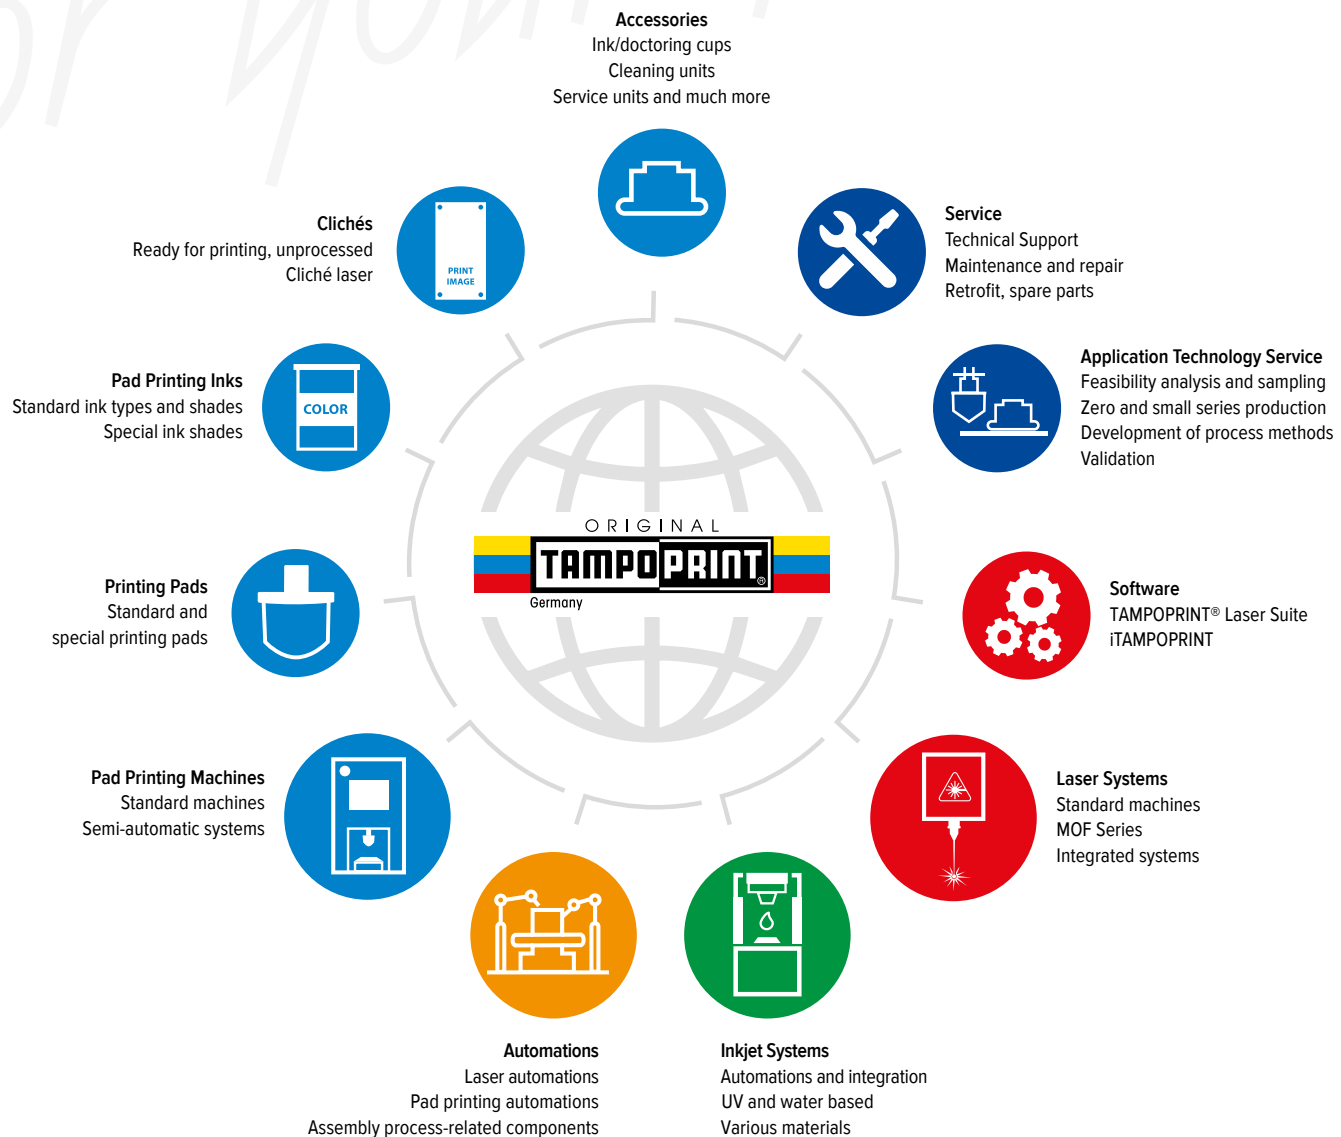 or your
Accessories
Ink/doctoring cups
Cleaning units
Service units and much more
Service
Technical Support
Maintenance and repair
Retrofit, spare parts
Application Technology Service
Feasibility analysis and sampling
Zero and small series production
Development of process methods
Validation
Software
TAMPOPRINT® Laser Suite
iTAMPOPRINT
Laser Systems
Standard machines
MOF Series
Integrated systems
Inkjet Systems
Automations and integration
UV and water based
Various materials
Automations
Laser automations
Pad printing automations
Assembly process-related components
Pad Printing Machines
Standard machines
Semi-automatic systems
Printing Pads
Standard and
special printing pads
Pad Printing Inks
Standard ink types and shades
Special ink shades
COLOR
Clichés
Ready for printing, unprocessed
Cliché laser
PRINT
IMAGE
ORIGINAL
TAMPOPRINT®
Germany